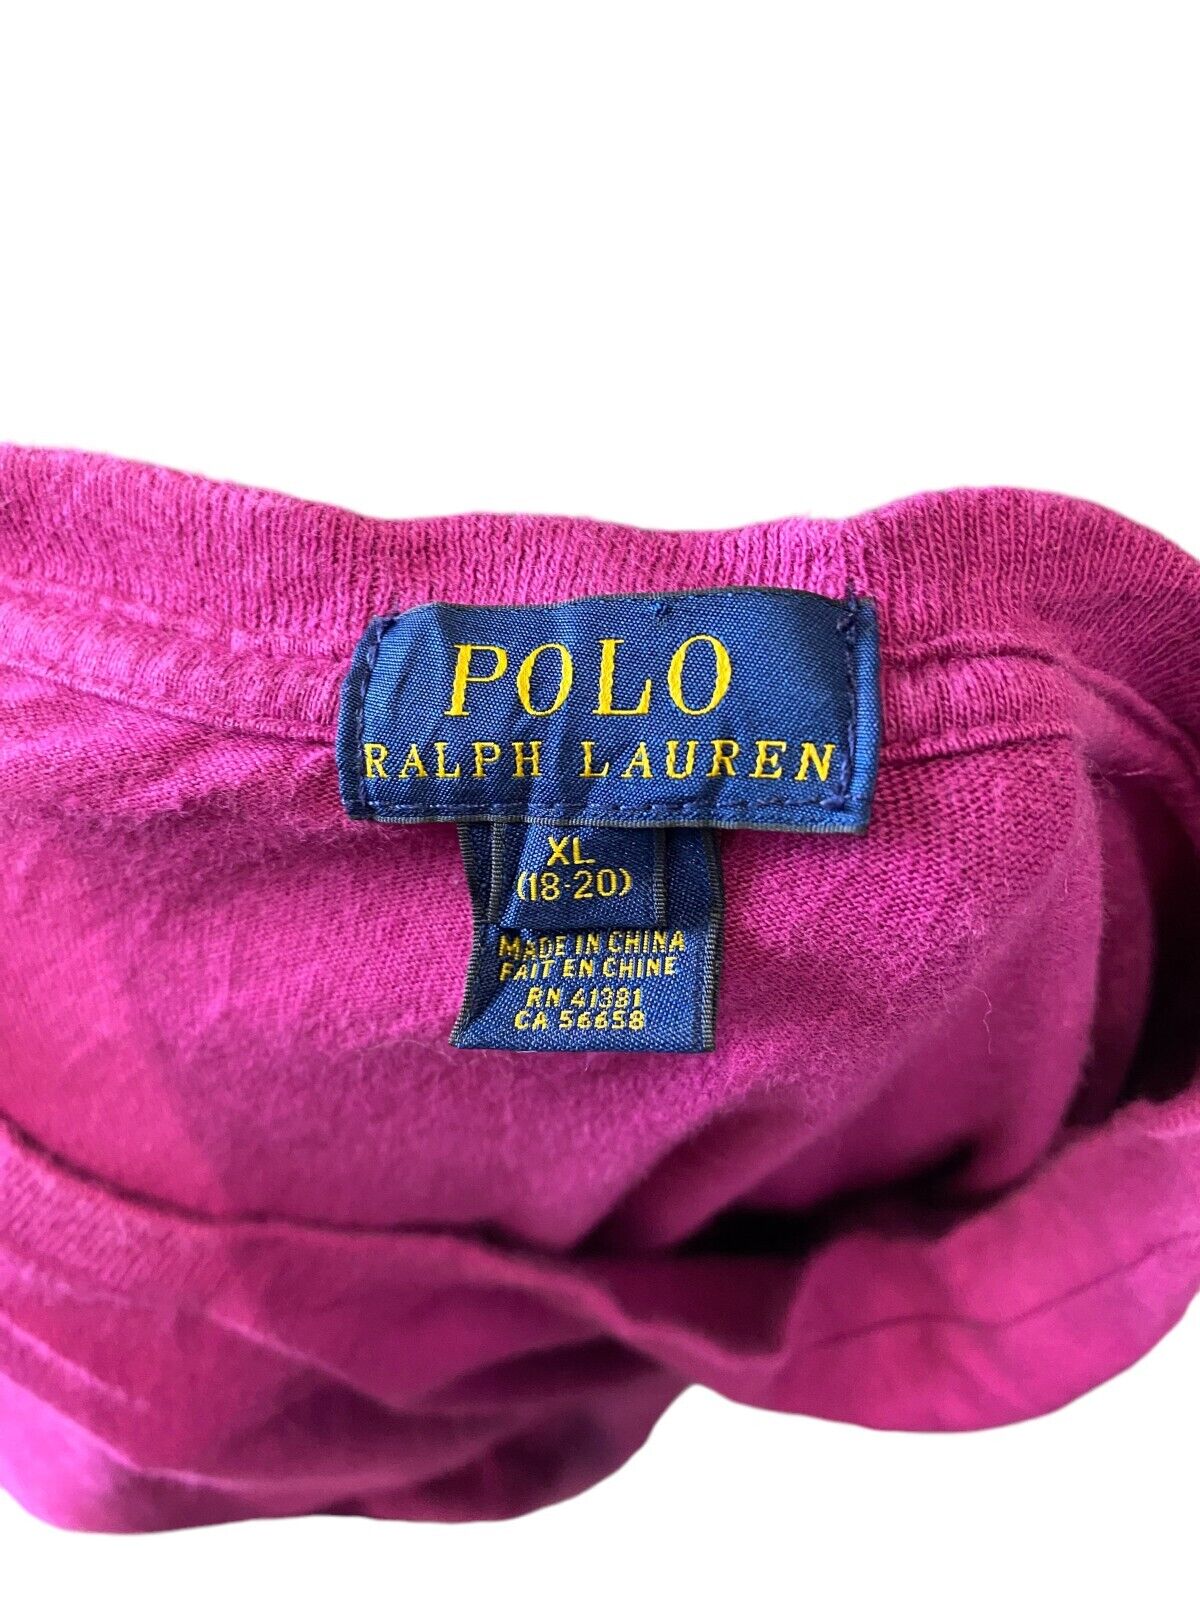 POLO
RALPH LAUREN
XL
(18-20)
MADE IN CHINA
FAIT EN CHINE
RN 41381
CA 56658